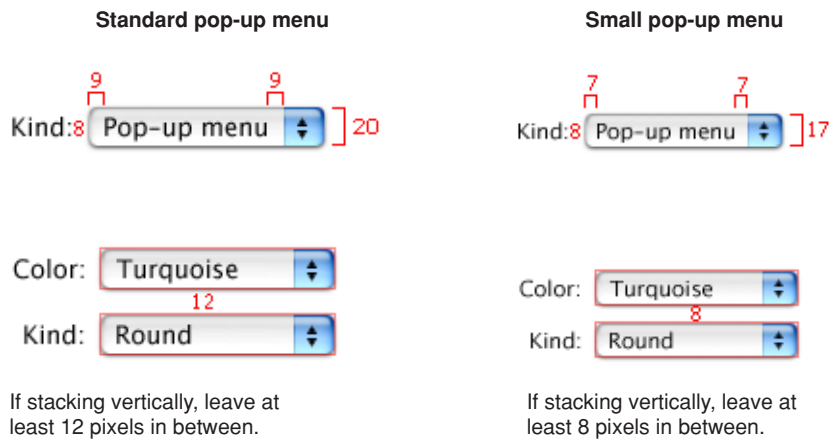 Standard pop-up menu
9 9
Kind: 8 Pop-up menu 20
Color: Turquoise
12
Kind: Round
If stacking vertically, leave at
least 12 pixels in between.
Small pop-up menu
7 7
Kind: 8 Pop-up menu 17
Color: Turquoise
8
Kind: Round
If stacking vertically, leave at
least 8 pixels in between.